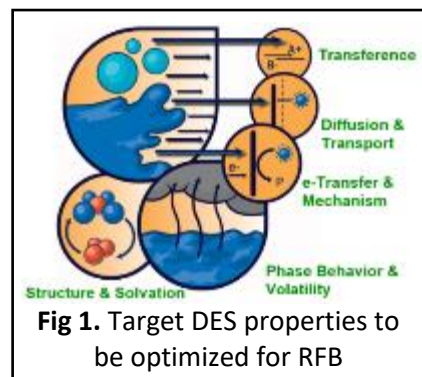 A+
B-
Transference
Diffusion &
Transport
e-
P
e-Transfer &
Mechanism
Phase Behavior &
Volatility
Structure & Solvation
Fig 1. Target DES properties to
be optimized for RFB